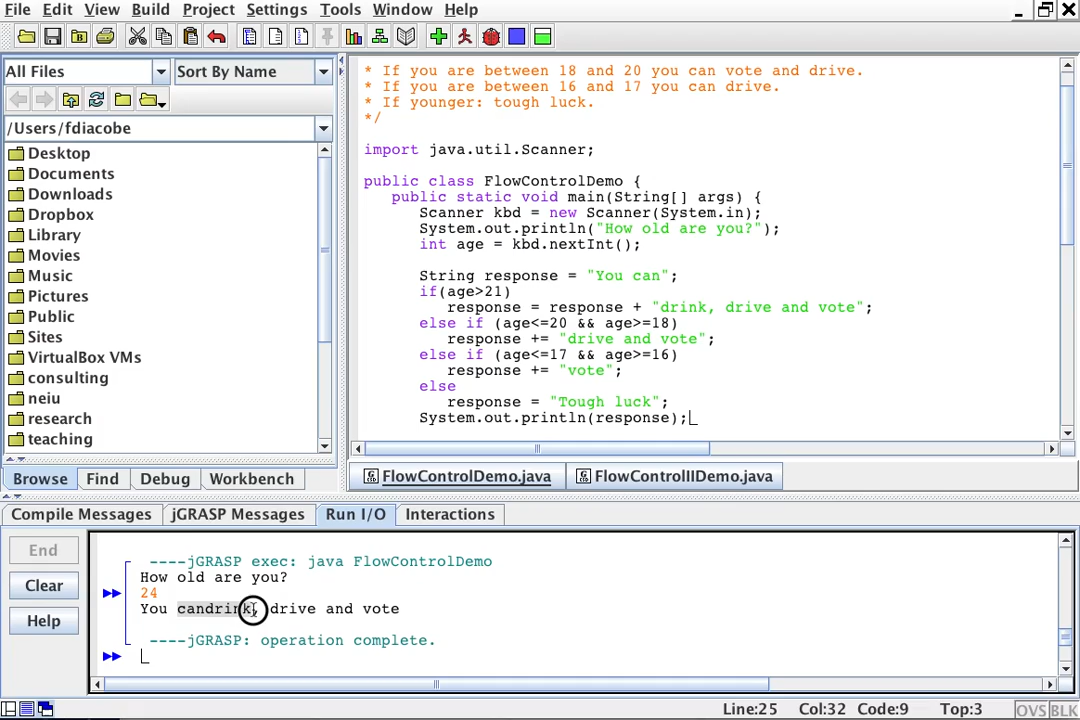 File Edit View Build Project Settings Tools Window Help
All Files Sort By Name
/Users/fdiacobe
Desktop
Documents
Downloads
Dropbox
Library
Movies
Music
Pictures
Public
Sites
VirtualBox VMs
consulting
neiu
research
teaching
Browse Find Debug Workbench
* If you are between 18 and 20 you can vote and drive.
* If you are between 16 and 17 you can drive.
* If younger: tough luck.
*/
import java.util.Scanner;
public class FlowControlDemo {
public static void main(String[] args) {
Scanner kbd = new Scanner(System.in);
System.out.println("How old are you?");
int age = kbd.nextInt();
String response = "You can";
if(age>21)
response = response + "drink, drive and vote";
else if (age<=20 && age>=18)
response += "drive and vote";
else if (age<=17 && age>=16)
response += "vote";
else
response = "Tough luck";
System.out.println(response);
FlowControlDemo.java FlowControlIIDemo.java
Compile Messages jGRASP Messages Run I/O Interactions
End
Clear
Help
----jGRASP exec: java FlowControlDemo
How old are you?
24
You candrink, drive and vote
----jGRASP: operation complete.
Line:25 Col:32 Code:9 Top:3 OVS BLK